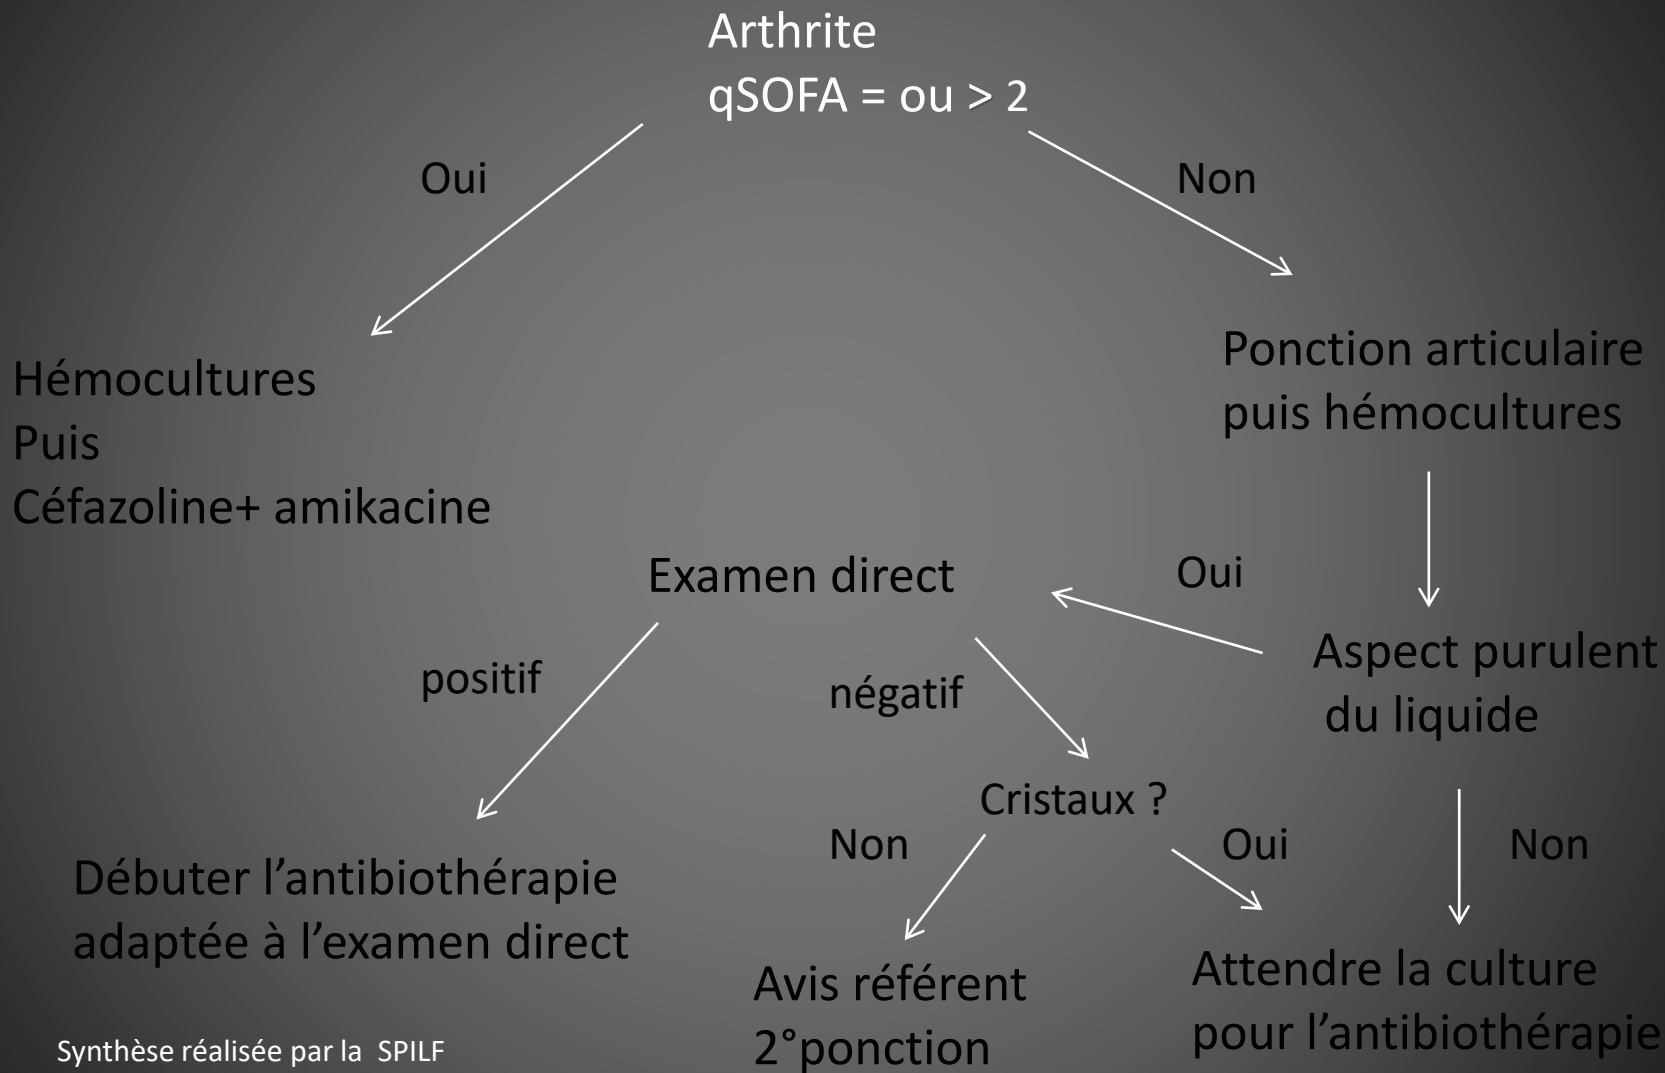 Arthrite
qSOFA = ou > 2
Oui
Non
Hémocultures
Puis
Céfazoline+ amikacine
Ponction articulaire
puis hémocultures
Examen direct
Oui
Aspect purulent
du liquide
positif
négatif
Cristaux ?
Non
Oui
Non
Débuter l’antibiothérapie
adaptée à l’examen direct
Avis référent
2°ponction
Attendre la culture
pour l’antibiothérapie
Synthèse réalisée par la SPILF